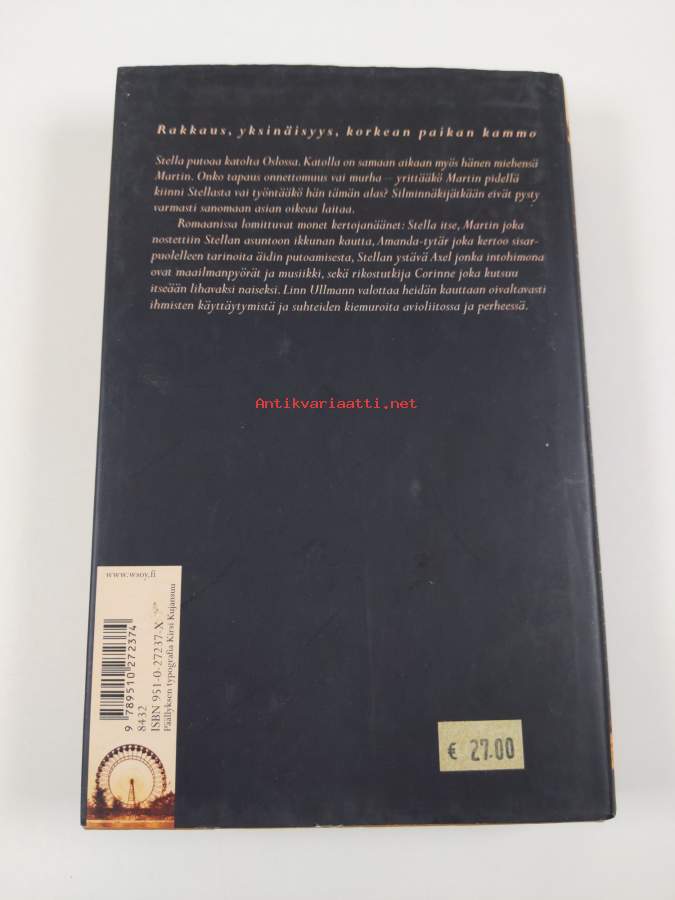 Rakkaus, yksinäisyys, korkean paikan kammo
Stella putoaa katolta Oslossa. Katolla on samaan aikaan myös hänen miehensä
Martin. Onko tapaus onnettomuus vai murha – yrittääkö Martin pidellä
kiinni Stellasta vai työntääkö hän tämän alas? Silminnäkijätkään eivät pysty
varmasti sanomaan asian oikeaa laitaa.
Romaanissa lomittuvat monet kertojanäänet: Stella itse, Martin joka
nostettiin Stellan asuntoon ikkunan kautta, Amanda-tytär joka kertoo sisar-
puolelleen tarinoita äidin putoamisesta, Stellan ystävä Axel jonka intohimona
ovat maailmanpyörät ja musiikki, sekä rikostutkija Corinne joka kutsuu
itseään lihavaksi naiseksi. Linn Ullmann valottaa heidän kauttaan oivaltavasti
ihmisten käyttäytymistä ja suhteiden kiemuroita avioliitossa ja perheessä.
Antikvariaatti.net
www.wsoy.fi
9 789510 272374
8432
ISBN 951-0-27237-X
Päällyksen typografia Kirsi Kujansuu
€ 27.00